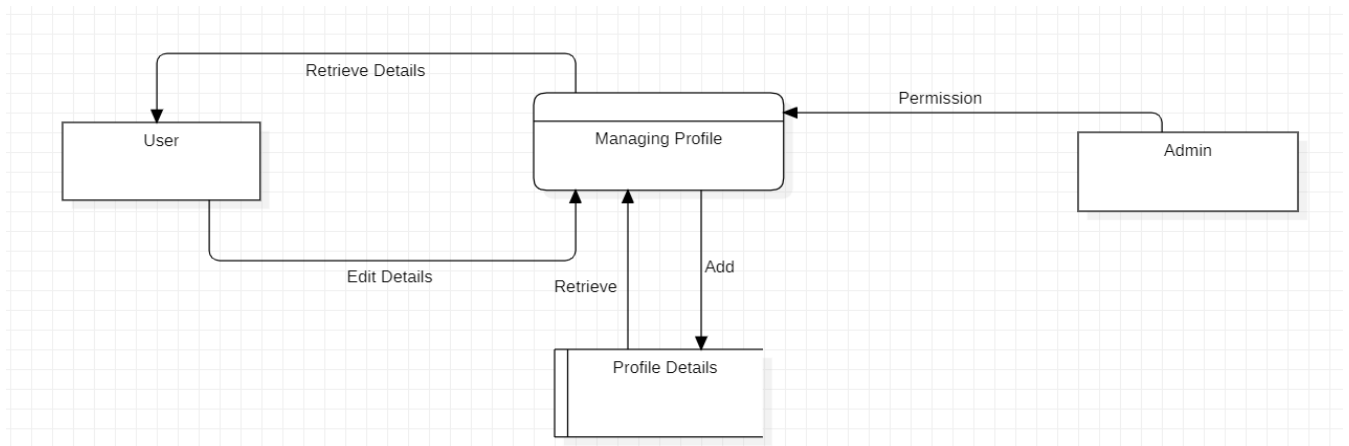 Retrieve Details
Permission
User
Managing Profile
Admin
Edit Details
Retrieve
Add
Profile Details